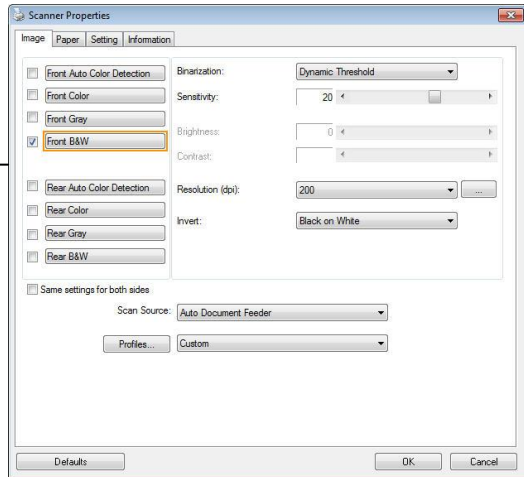 Scanner Properties
Image Paper Setting Information
Front Auto Color Detection
Front Color
Front Gray
Front B&W
Rear Auto Color Detection
Rear Color
Rear Gray
Rear B&W
Binarization: Dynamic Threshold
Sensitivity: 20
Brightness: 0
Contrast:
Resolution (dpi): 200 ...
Invert: Black on White
Same settings for both sides
Scan Source: Auto Document Feeder
Profiles... Custom
Defaults OK Cancel